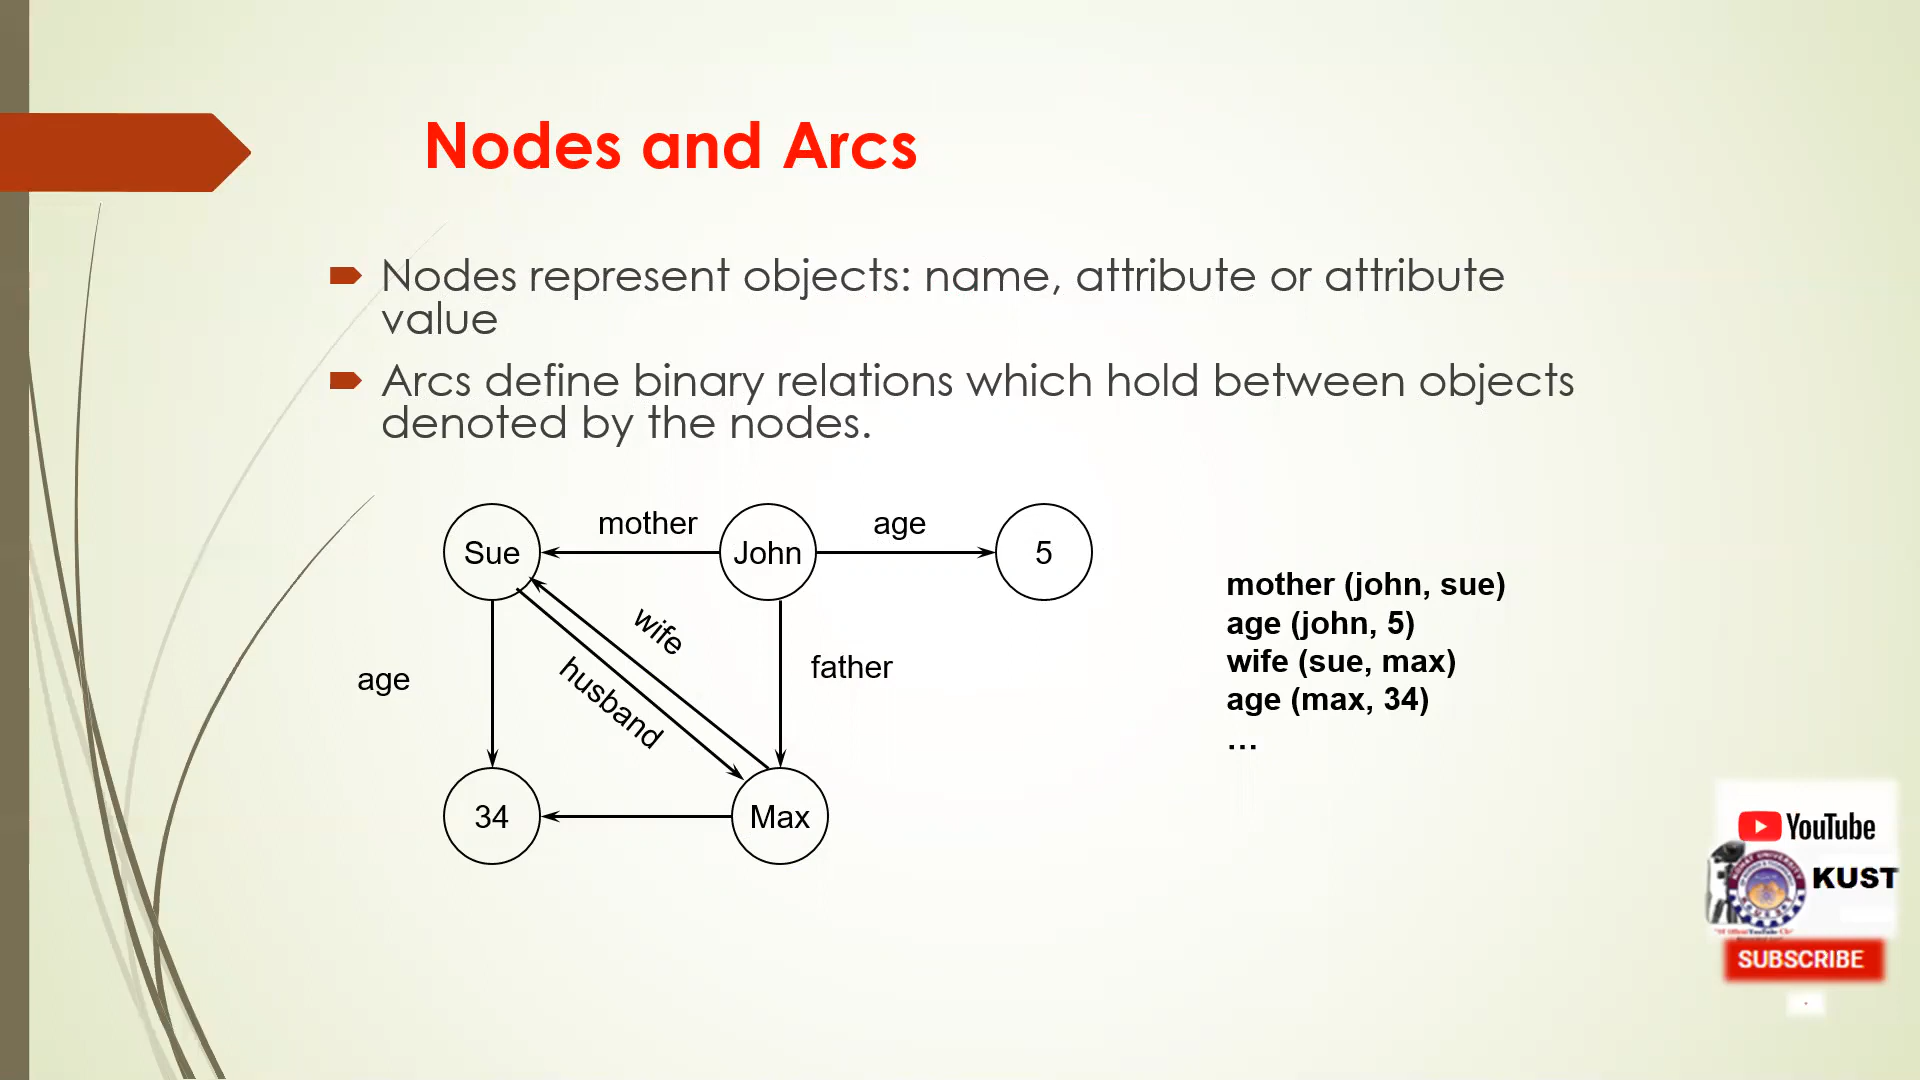 Nodes and Arcs
Nodes represent objects: name, attribute or attribute
value
Arcs define binary relations which hold between objects
denoted by the nodes.
Sue
mother
John
age
5
wife
husband
age
father
34
Max
mother (john, sue)
age (john, 5)
wife (sue, max)
age (max, 34)
...
YouTube
KUST
SUBSCRIBE